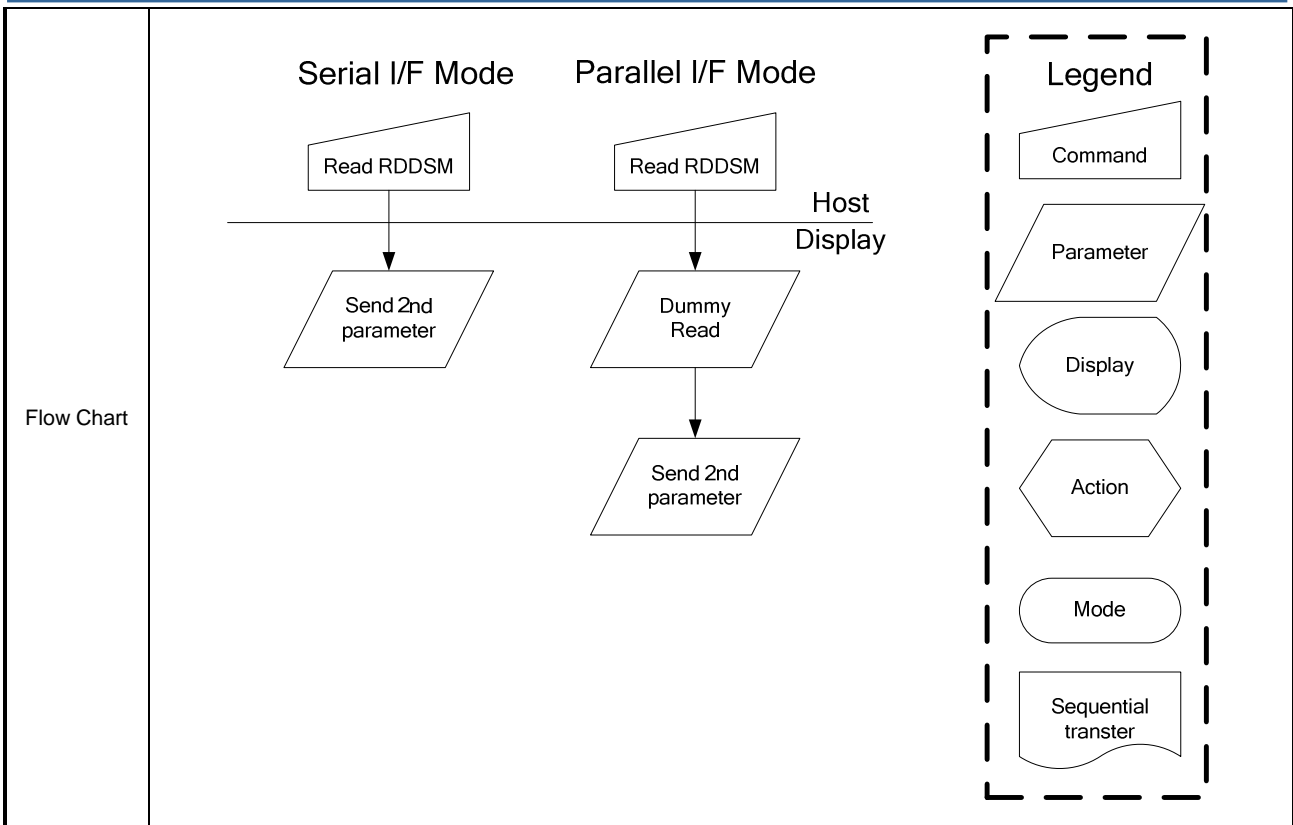 Flow Chart
Serial I/F Mode
Parallel I/F Mode
Read RDDSM
Read RDDSM
Host
Display
Send 2nd
parameter
Dummy
Read
Send 2nd
parameter
Legend
Command
Parameter
Display
Action
Mode
Sequential
transter